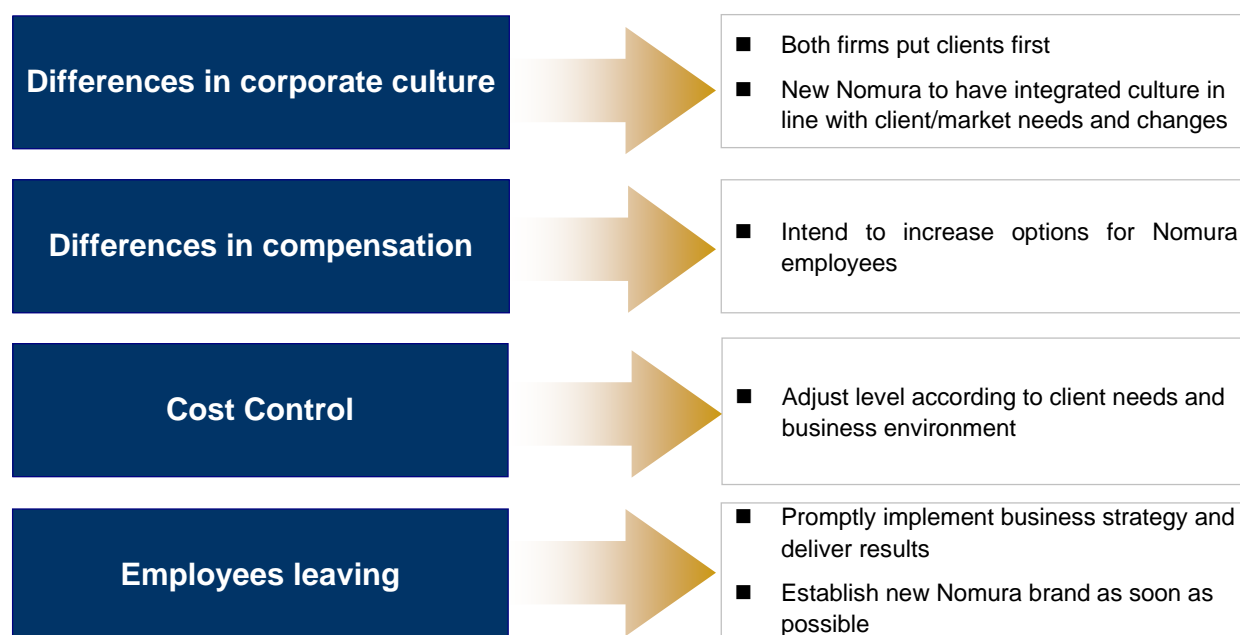 Differences in corporate culture
■ Both firms put clients first
■ New Nomura to have integrated culture in
line with client/market needs and changes
Differences in compensation
■ Intend to increase options for Nomura
employees
Cost Control
■ Adjust level according to client needs and
business environment
Employees leaving
■ Promptly implement business strategy and
deliver results
■ Establish new Nomura brand as soon as
possible